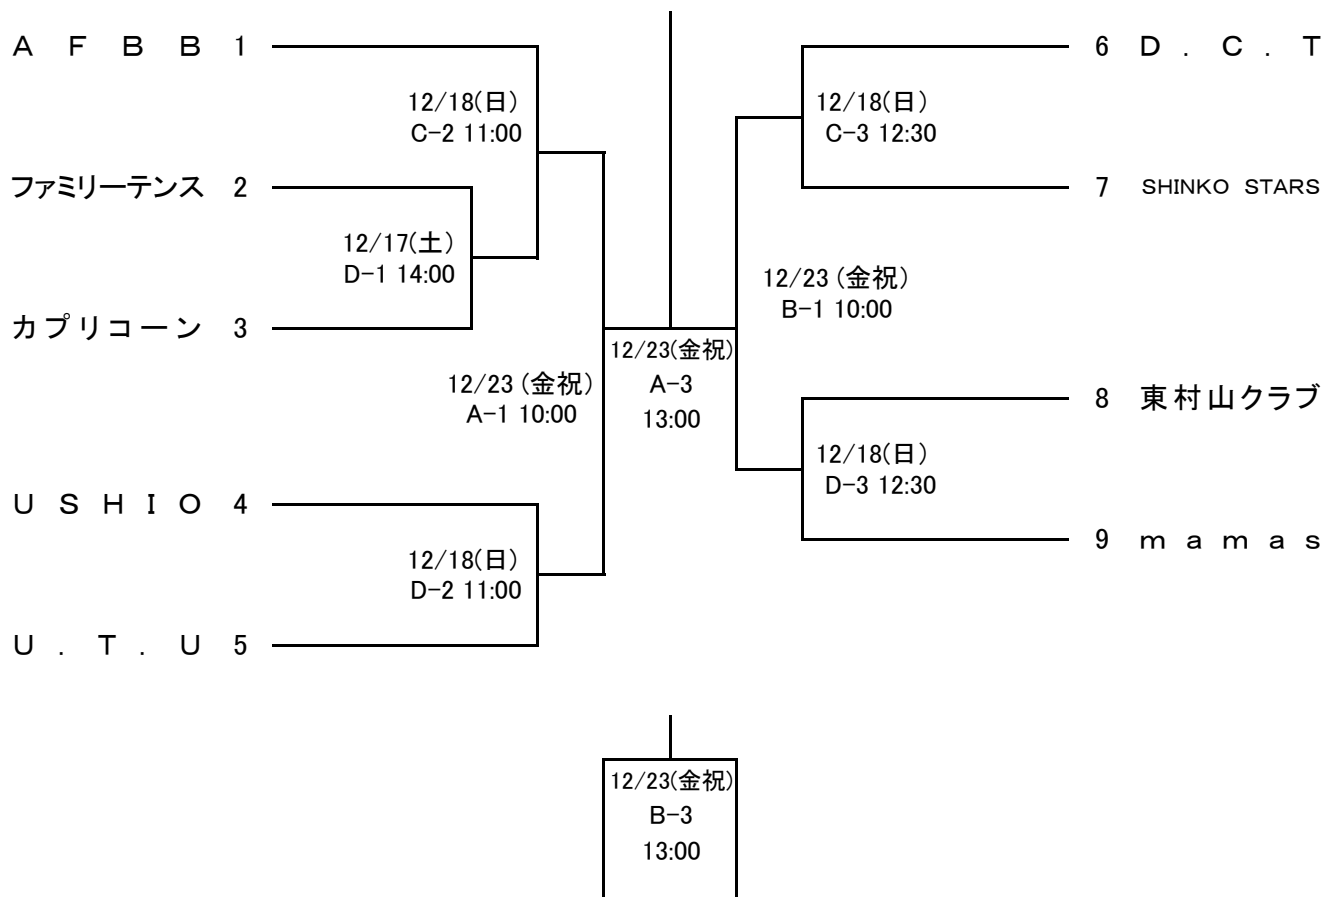 ＡＦＢＢ 1
12/18(日)
C-2 11:00
ファミリーテンス 2
12/17(土)
D-1 14:00
カプリコーン 3
12/23 (金祝)
A-1 10:00
ＵＳＨＩＯ 4
12/18(日)
D-2 11:00
Ｕ．Ｔ．Ｕ 5
12/23(金祝)
A-3
13:00
6 Ｄ．Ｃ．Ｔ
12/18(日)
C-3 12:30
7 SHINKO STARS
12/23 (金祝)
B-1 10:00
8 東村山クラブ
12/18(日)
D-3 12:30
9 ｍａｍａｓ
12/23(金祝)
B-3
13:00